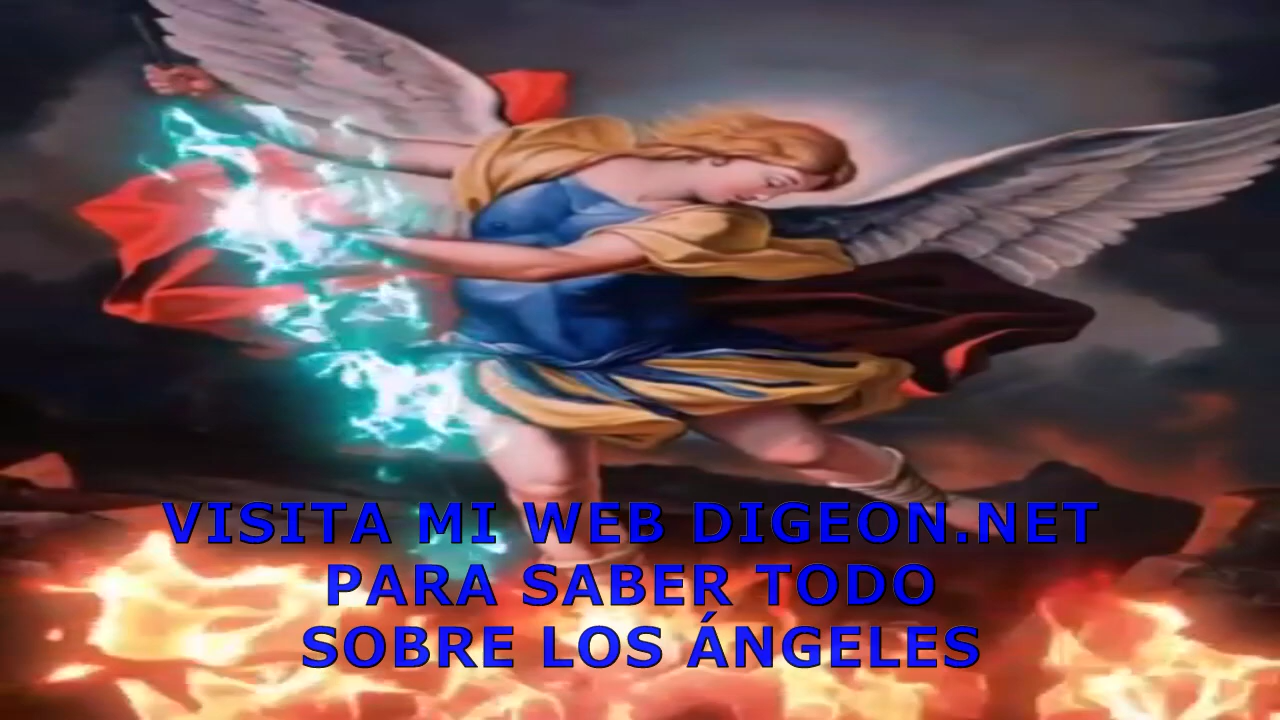 VISITA MI WEB DIGEON.NET
PARA SABER TODO
SOBRE LOS ÁNGELES